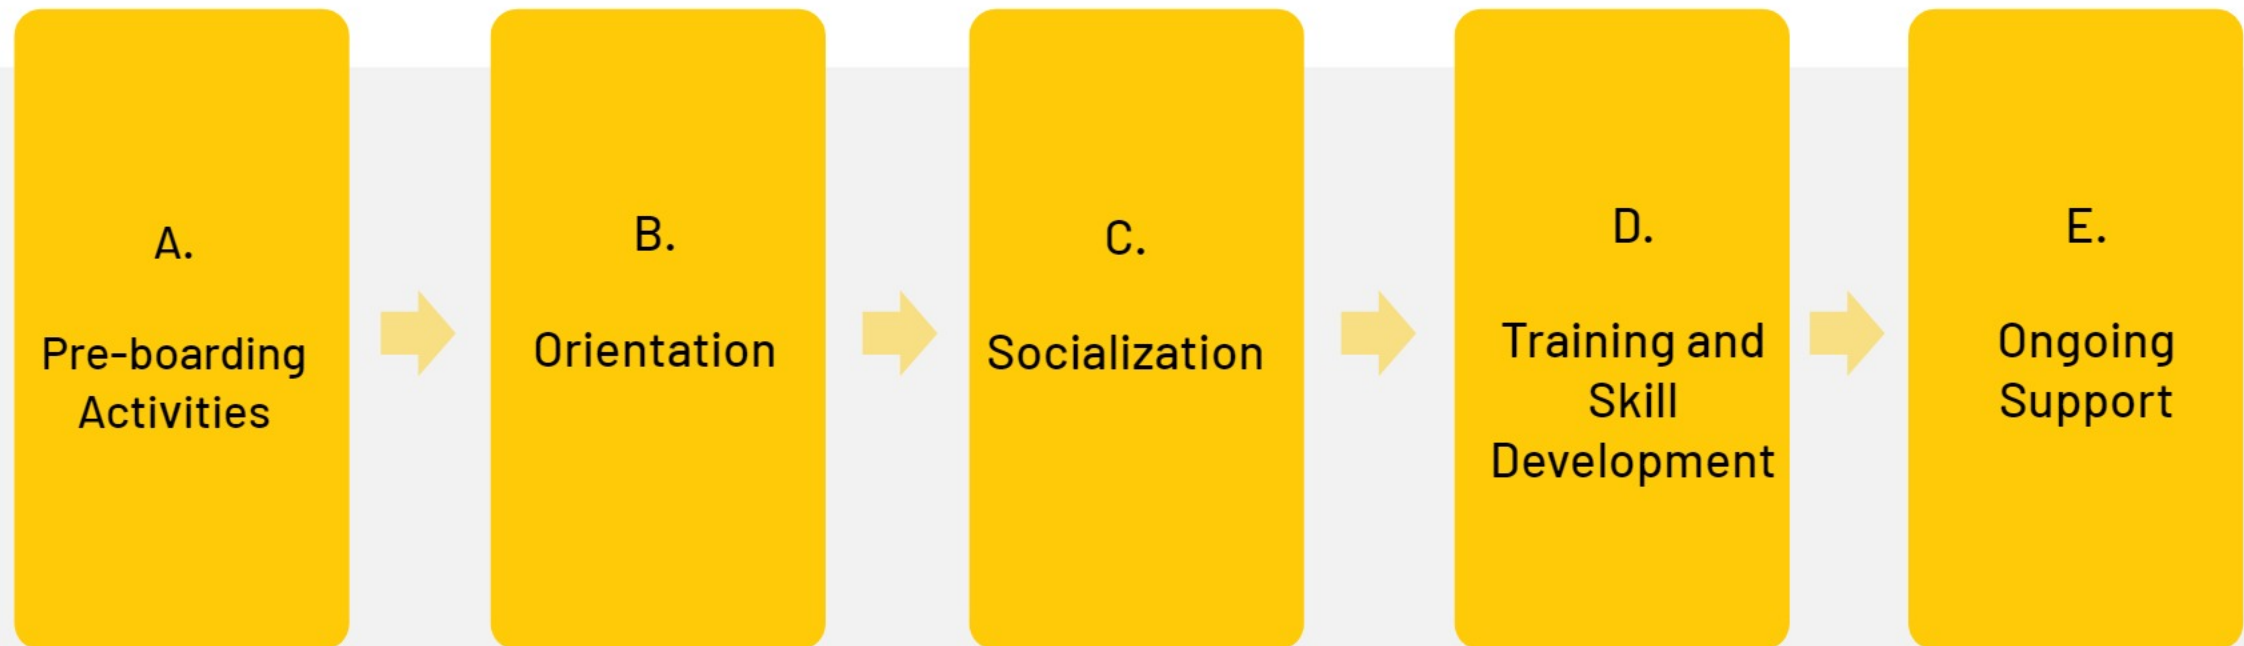 A.
Pre-boarding
Activities
B.
Orientation
C.
Socialization
D.
Training and
Skill
Development
E.
Ongoing
Support